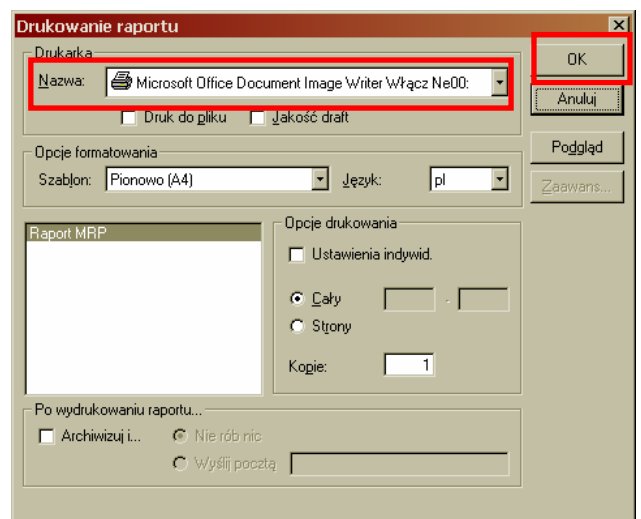 Drukowanie raportu
Drukarka
OK
Nazwa: Microsoft Office Document Image Writer Włącz Ne00:
Anuluj
Druk do pliku Jakość draft
Opcje formatowania
Podgląd
Szablon: Pionowo (A4) Język: pl
Zaawans...
Raport MRP
Opcje drukowania
Ustawienia indywid.
Cały -
Strony
Kopie: 1
Po wydrukowaniu raportu...
Archiwizuj i... Nie rób nic
Wyślij pocztą